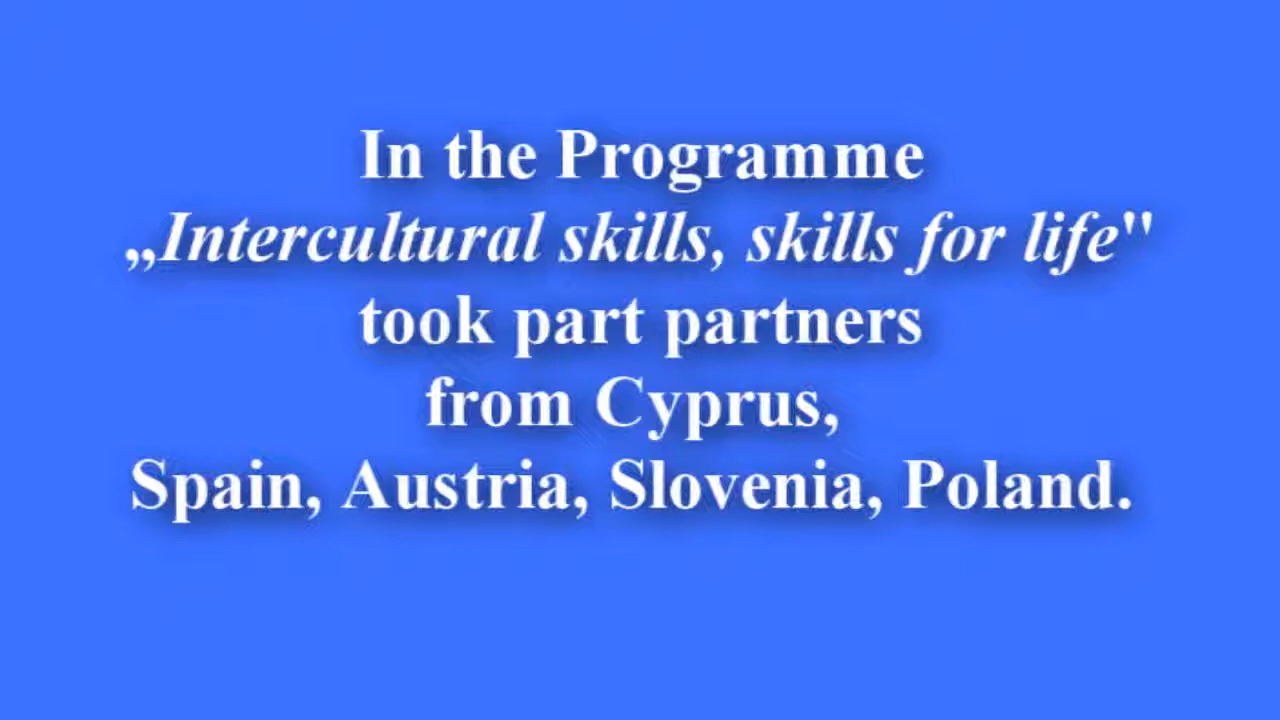 In the Programme
„Intercultural skills, skills for life"
took part partners
from Cyprus,
Spain, Austria, Slovenia, Poland.